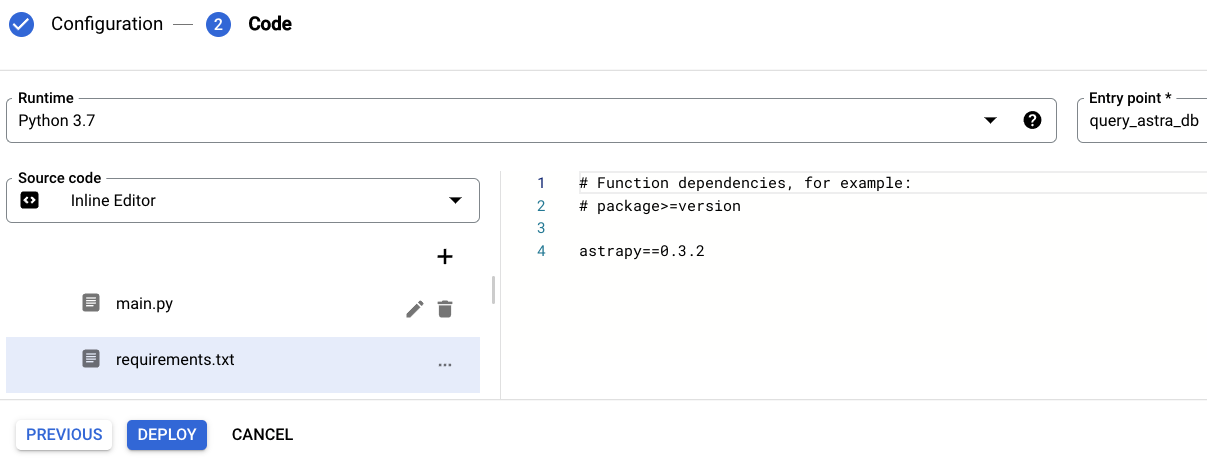 Configuration — 2 Code
Runtime
Python 3.7
Entry point *
query_astra_db
Source code
Inline Editor
main.py
requirements.txt
1 # Function dependencies, for example:
2 # package>=version
3
4 astrapy==0.3.2
PREVIOUS DEPLOY CANCEL